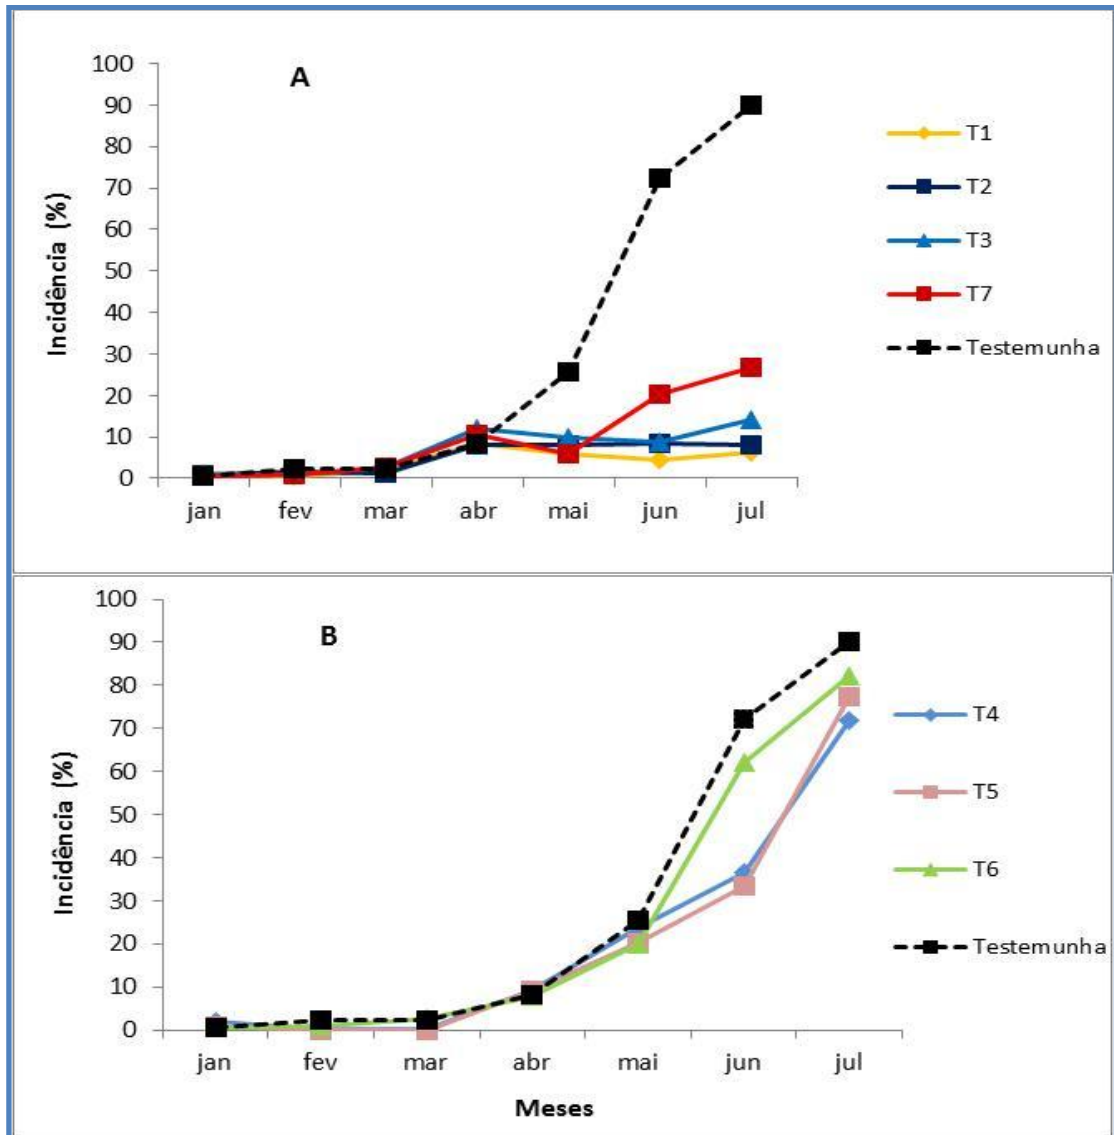 A
100
90
80
70
60
50
40
30
20
10
0
Incidência (%)
jan fev mar abr mai jun jul
T1
T2
T3
T7
Testemunha
B
100
90
80
70
60
50
40
30
20
10
0
Incidência (%)
jan fev mar abr mai jun jul
Meses
T4
T5
T6
Testemunha